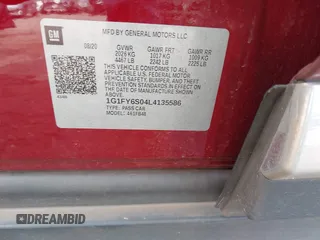 GM
MFD BY GENERAL MOTORS LLC
08/20 GVWR GAWR FRT GAWR RR
2026 KG 1017 KG 1009 KG
4467 LB 2242 LB 2225 LB
THIS VEHICLE CONFORMS TO ALL APPLICABLE
U.S. FEDERAL MOTOR VEHICLE SAFETY, BUMPER,
AND THEFT PREVENTION STANDARDS IN EFFECT
ON THE DATE OF MANUFACTURE SHOWN ABOVE.
1G1FY6S04L4135586
TYPE: PASS CAR
MODEL: 461FB48
DREAMBID